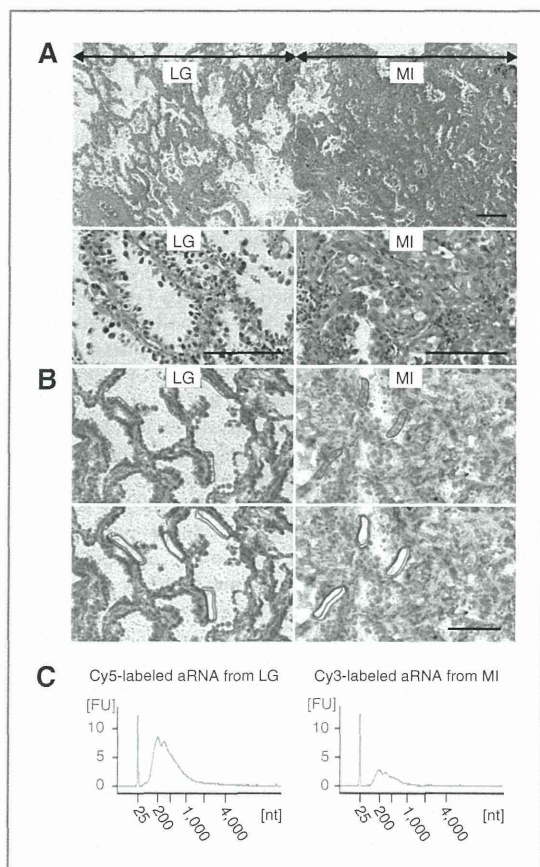 A
LG MI
LG MI
B
LG MI
C
Cy5-labeled aRNA from LG Cy3-labeled aRNA from MI
[FU] [FU]
10 10
5 5
0 0
25 200 1,000 4,000 [nt] 25 200 1,000 4,000 [nt]